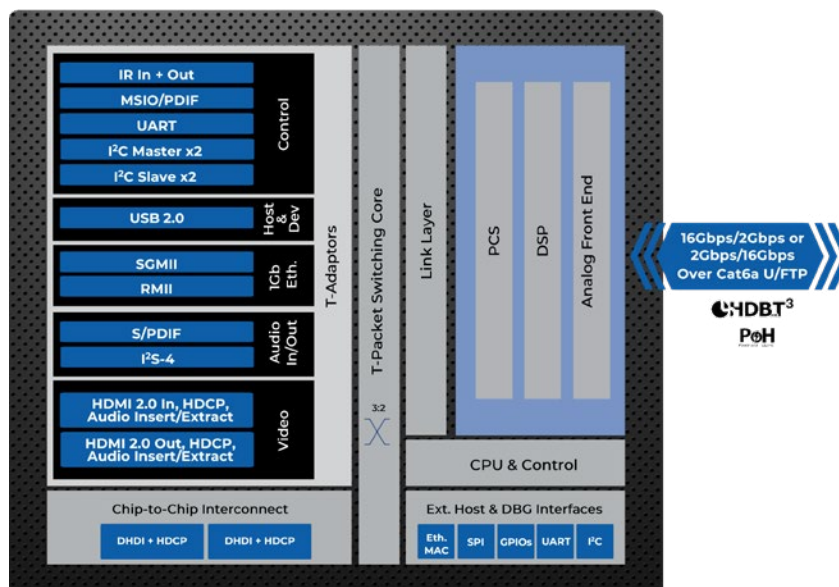 IR In + Out
MSIO/PDIF
UART
I²C Master x2
I²C Slave x2
Control
USB 2.0
Host
&
Dev
SGMII
RMII
1Gb
Eth.
S/PDIF
I²S-4
Audio
In/Out
HDMI 2.0 In, HDCP,
Audio Insert/Extract
HDMI 2.0 Out, HDCP,
Audio Insert/Extract
Video
T-Adaptors
T-Packet Switching Core
3:2
Link Layer
PCS
DSP
Analog Front End
16Gbps/2Gbps or
2Gbps/16Gbps
Over Cat6a U/FTP
HDBT³
PoH
CPU & Control
Chip-to-Chip Interconnect
DHDI + HDCP
DHDI + HDCP
Ext. Host & DBG Interfaces
Eth.
MAC
SPI
GPIOs
UART
I²C